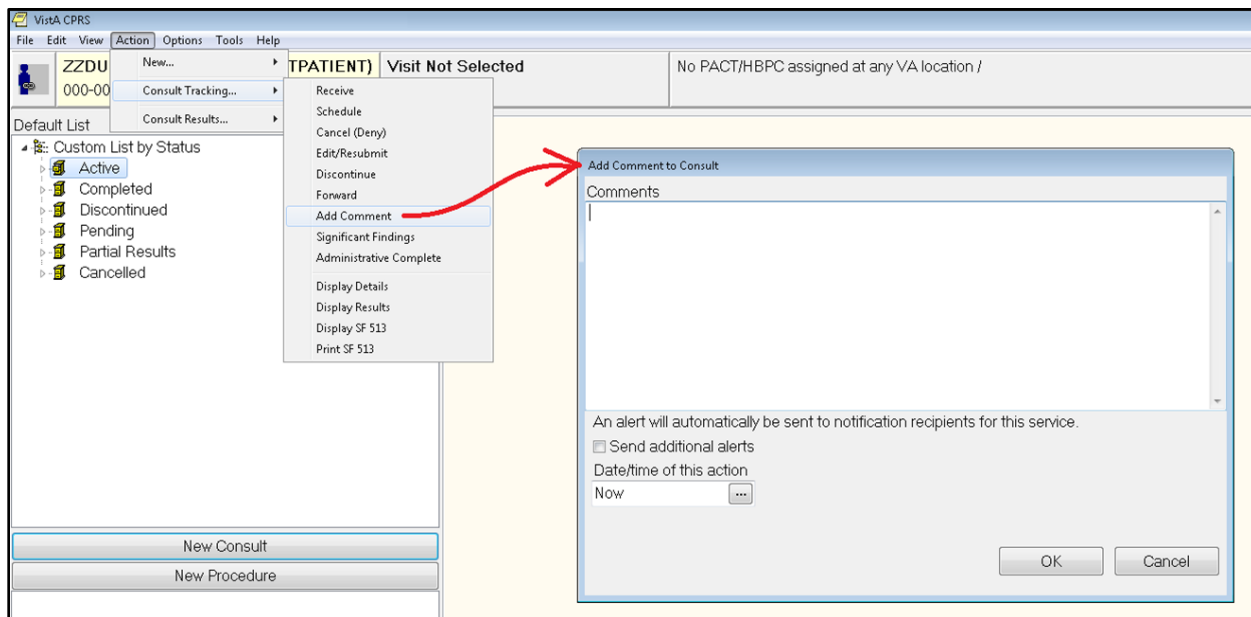 VistA CPRS
File Edit View Action Options Tools Help
ZZDU
TPATIENT)
Visit Not Selected
No PACT/HBPC assigned at any VA location /
000-00
New...
Consult Tracking...
Consult Results...
Receive
Schedule
Cancel (Deny)
Edit/Resubmit
Discontinue
Forward
Add Comment
Significant Findings
Administrative Complete
Display Details
Display Results
Display SF 513
Print SF 513
Default List
Custom List by Status
Active
Completed
Discontinued
Pending
Partial Results
Cancelled
New Consult
New Procedure
Add Comment to Consult
Comments
An alert will automatically be sent to notification recipients for this service.
Send additional alerts
Date/time of this action
Now
...
OK
Cancel